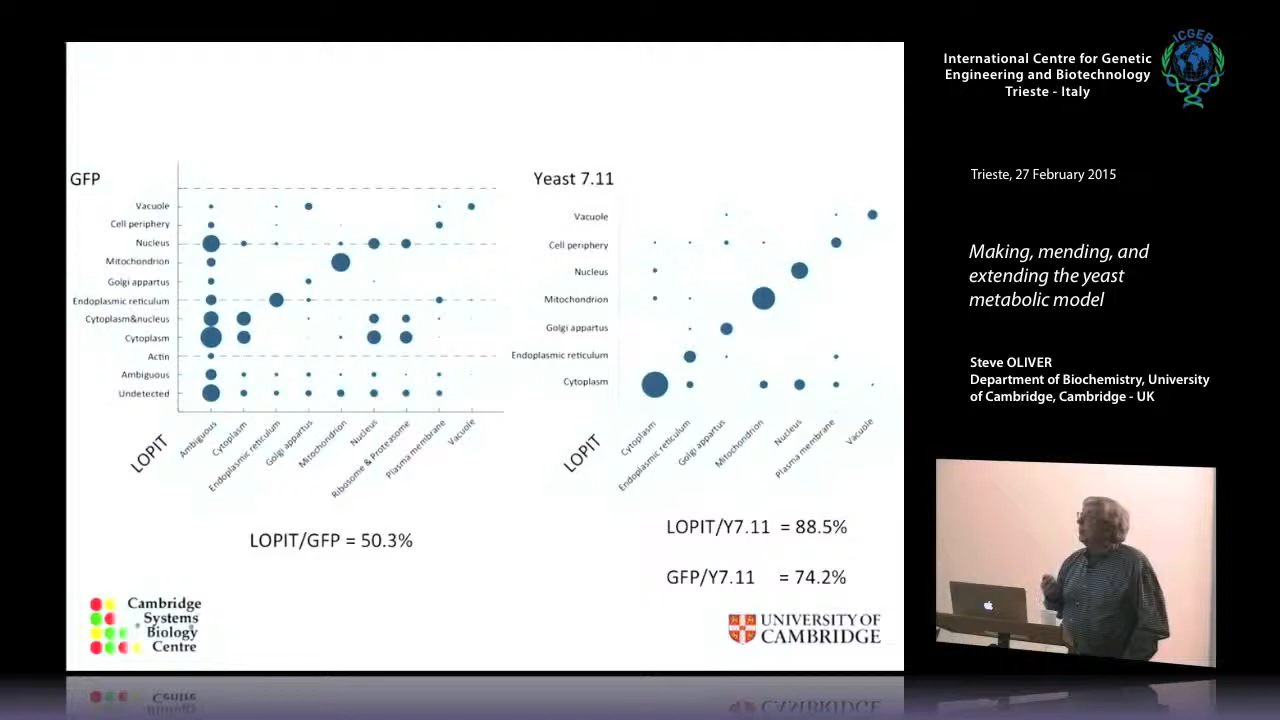 GFP
Vacuole
Cell periphery
Nucleus
Mitochondrion
Golgi appartus
Endoplasmic reticulum
Cytoplasm&nucleus
Cytoplasm
Actin
Ambiguous
Undetected
LOPIT
Ambiguous
Cytoplasm
Endoplasmic reticulum
Golgi appartus
Mitochondrion
Nucleus
Ribosome & Proteasome
Plasma membrane
Vacuole
LOPIT/GFP = 50.3%
Yeast 7.11
Vacuole
Cell periphery
Nucleus
Mitochondrion
Golgi appartus
Endoplasmic reticulum
Cytoplasm
LOPIT
Cytoplasm
Endoplasmic reticulum
Golgi appartus
Mitochondrion
Nucleus
Plasma membrane
Vacuole
LOPIT/Y7.11 = 88.5%
GFP/Y7.11 = 74.2%
Cambridge
Systems
Biology
Centre
UNIVERSITY OF
CAMBRIDGE
International Centre for Genetic
Engineering and Biotechnology
Trieste - Italy
ICGEB
Trieste, 27 February 2015
Making, mending, and
extending the yeast
metabolic model
Steve OLIVER
Department of Biochemistry, University
of Cambridge, Cambridge - UK